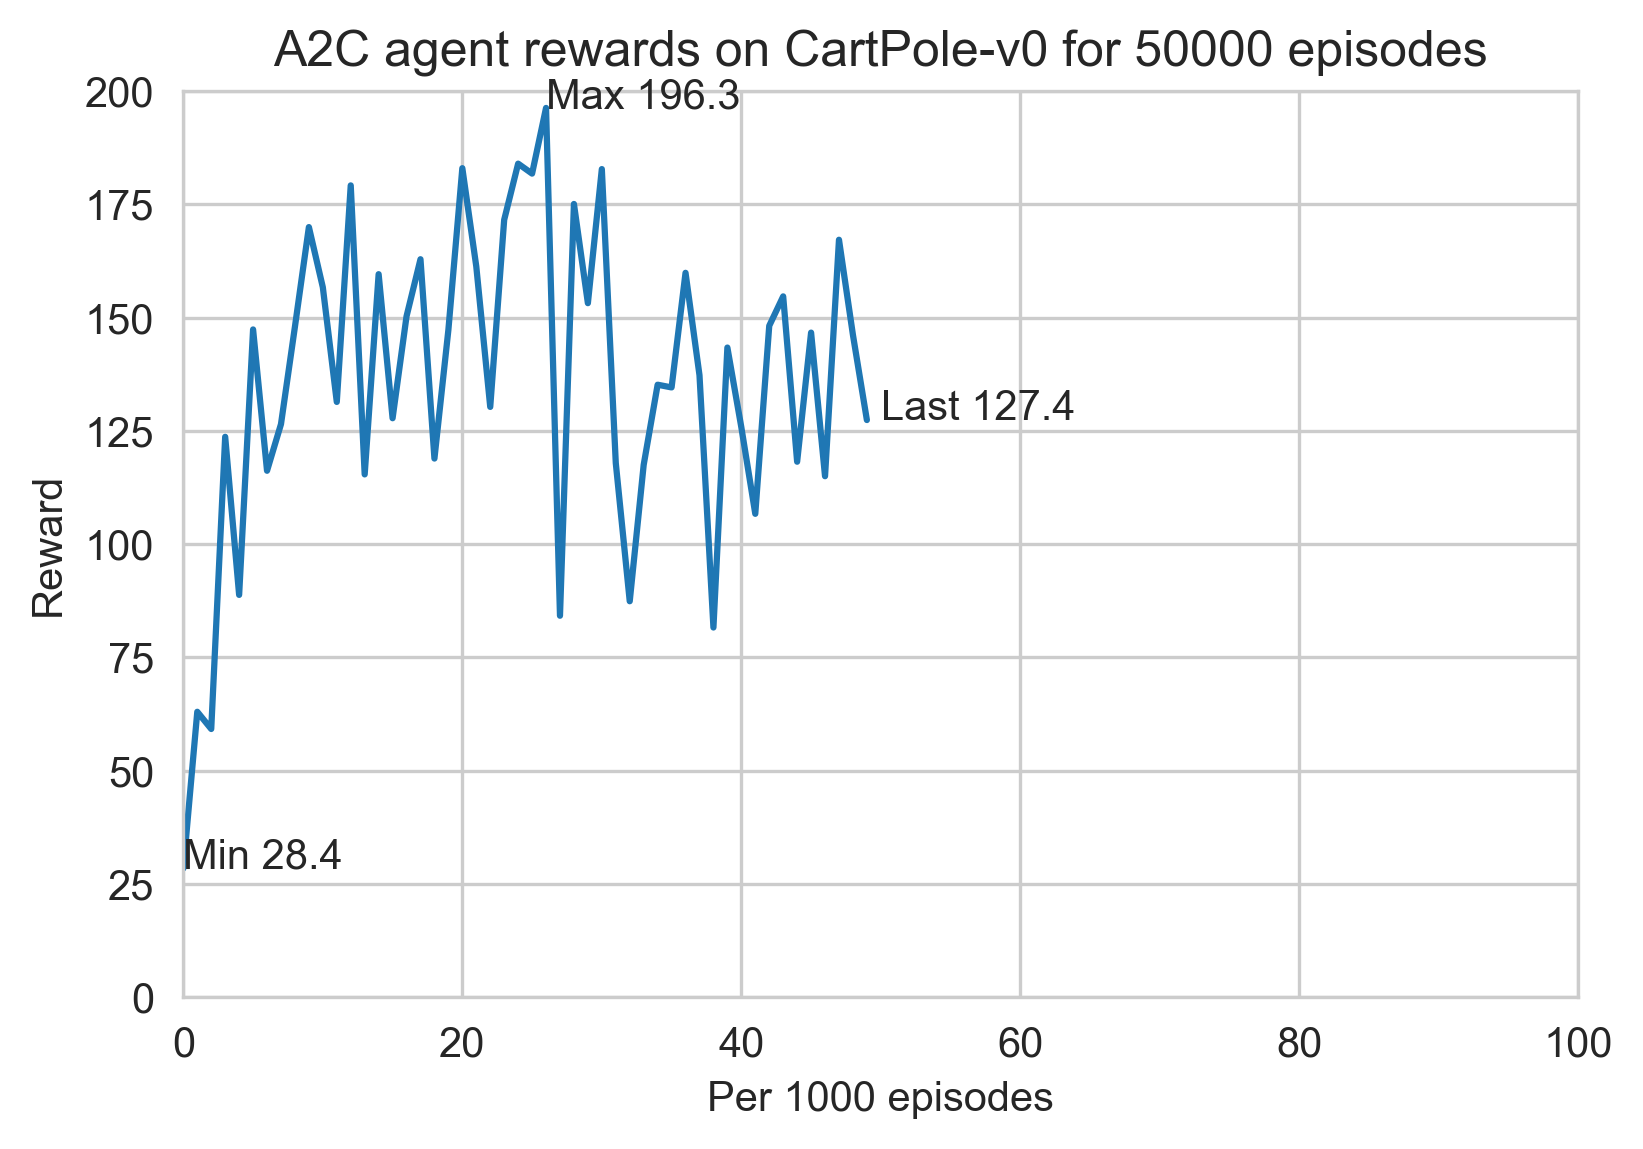 A2C agent rewards on CartPole-v0 for 50000 episodes
200
Max 196.3
175
150
Last 127.4
125
100
75
50
Min 28.4
25
0
Reward
0 20 40 60 80 100
Per 1000 episodes